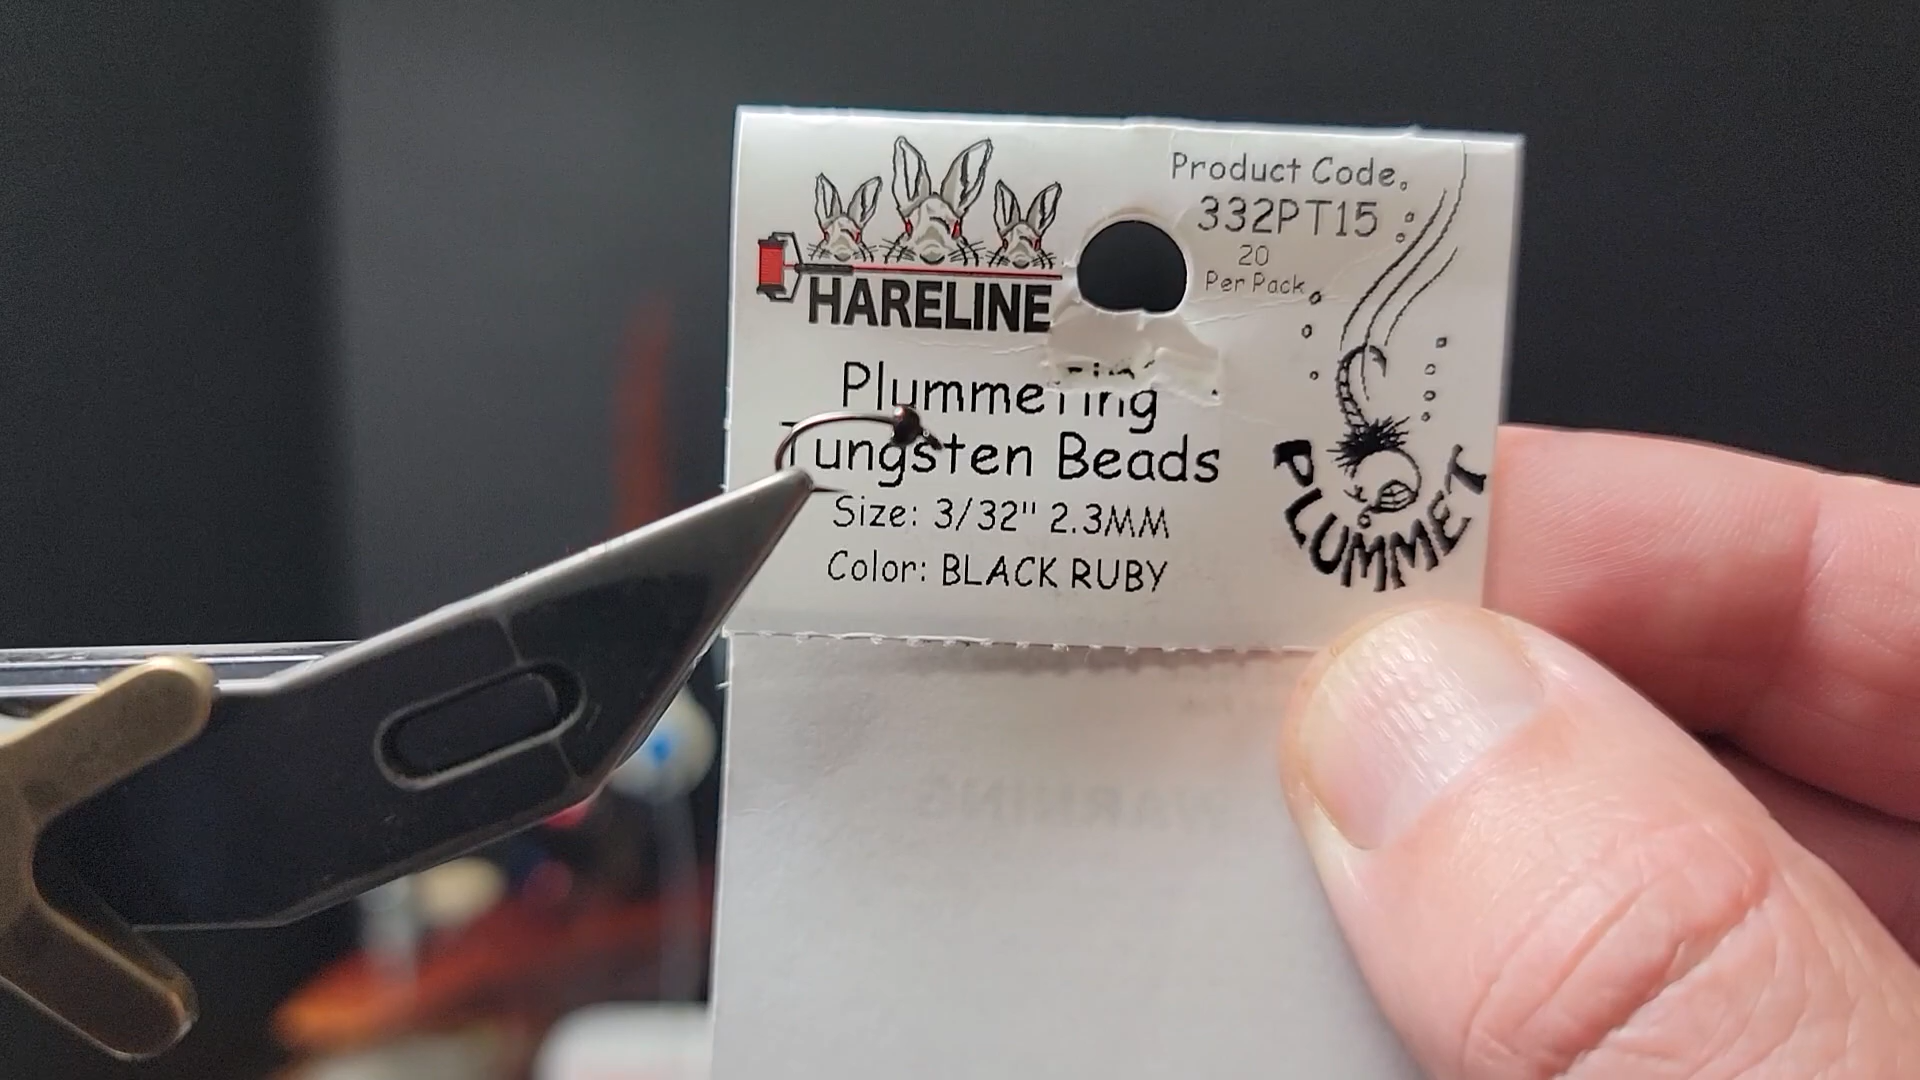 HARELINE
Product Code
332PT15
20
Per Pack
Plummeting
Tungsten Beads
Size: 3/32" 2.3MM
Color: BLACK RUBY
PLUMMET